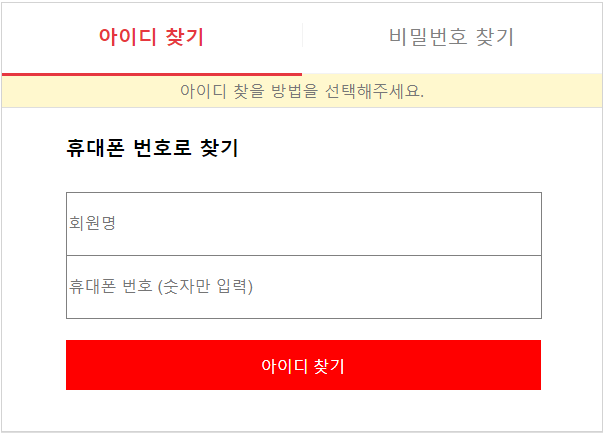 아이디 찾기
비밀번호 찾기
아이디 찾을 방법을 선택해주세요.
휴대폰 번호로 찾기
회원명
휴대폰 번호 (숫자만 입력)
아이디 찾기